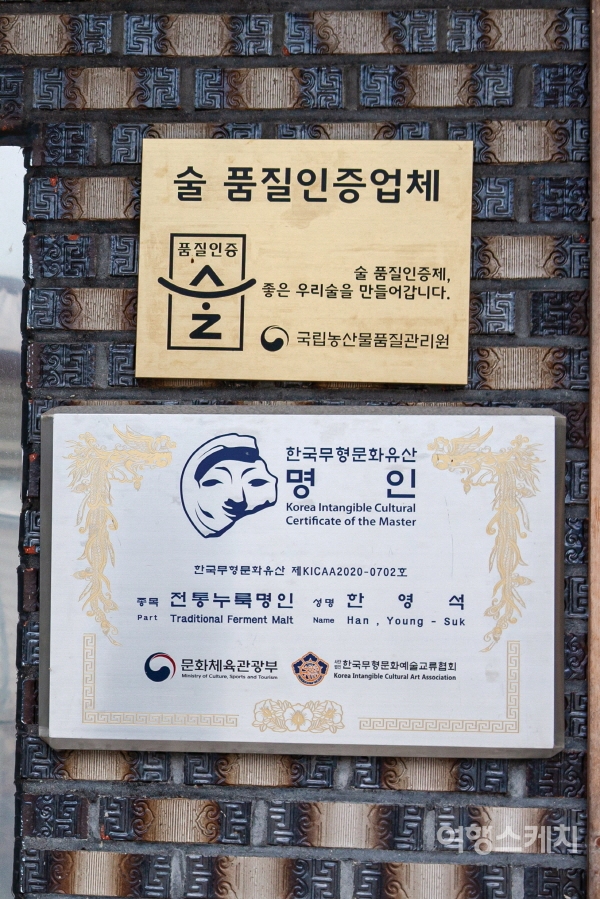 술 품질인증업체
품질인증
술
술 품질인증제,
좋은 우리술을 만들어갑니다.
국립농산물품질관리원
한국무형문화유산
명 인
Korea Intangible Cultural
Certificate of the Master
한국무형문화유산 제KICAA2020-0702호
종목 전통누룩명인 성명 한 영 석
Part Traditional Ferment Malt Name Han , Young - Suk
문화체육관광부
Ministry of Culture, Sports and Tourism
사단법인 한국무형문화예술교류협회
Korea Intangible Cultural Art Association
여행스케치